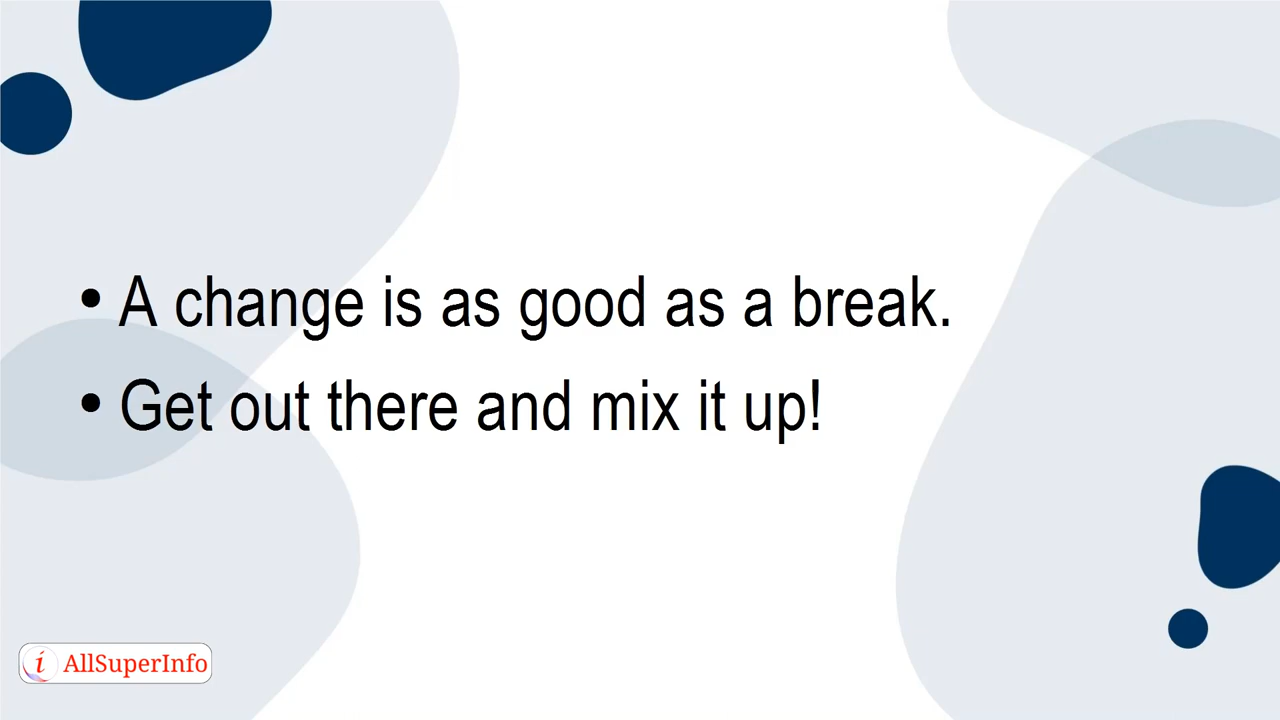 • A change is as good as a break.
• Get out there and mix it up!
i AllSuperInfo